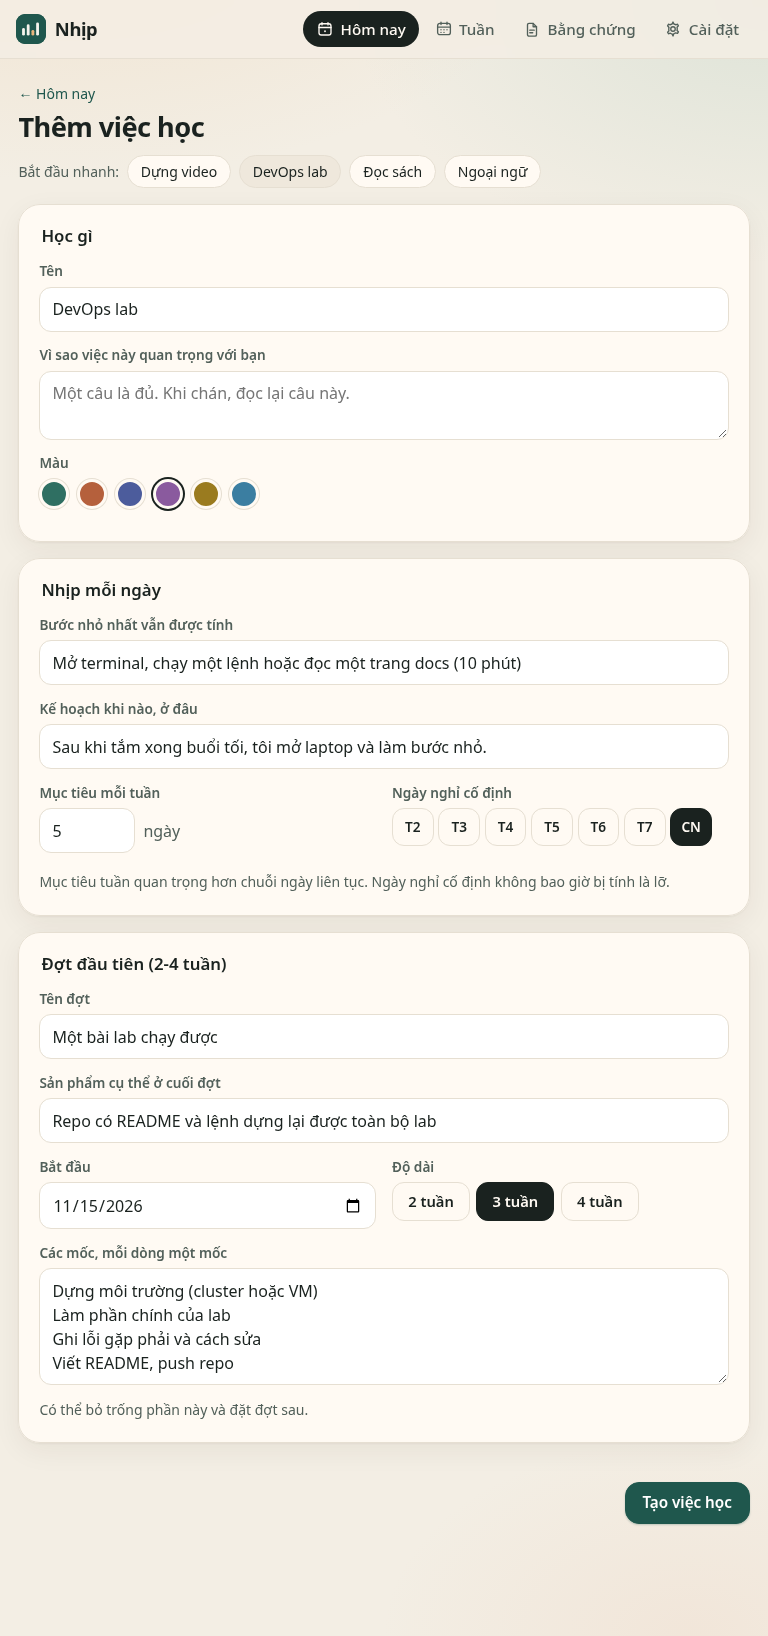 Nhịp
Hôm nay
Tuần
Bằng chứng
Cài đặt
← Hôm nay
Thêm việc học
Bắt đầu nhanh: Dựng video DevOps lab Đọc sách Ngoại ngữ
Học gì
Tên
DevOps lab
Vì sao việc này quan trọng với bạn
Một câu là đủ. Khi chán, đọc lại câu này.
Màu
Nhịp mỗi ngày
Bước nhỏ nhất vẫn được tính
Mở terminal, chạy một lệnh hoặc đọc một trang docs (10 phút)
Kế hoạch khi nào, ở đâu
Sau khi tắm xong buổi tối, tôi mở laptop và làm bước nhỏ.
Mục tiêu mỗi tuần
5 ngày
Ngày nghỉ cố định
T2 T3 T4 T5 T6 T7 CN
Mục tiêu tuần quan trọng hơn chuỗi ngày liên tục. Ngày nghỉ cố định không bao giờ bị tính là lỡ.
Đợt đầu tiên (2-4 tuần)
Tên đợt
Một bài lab chạy được
Sản phẩm cụ thể ở cuối đợt
Repo có README và lệnh dựng lại được toàn bộ lab
Bắt đầu
11/15/2026
Độ dài
2 tuần 3 tuần 4 tuần
Các mốc, mỗi dòng một mốc
Dựng môi trường (cluster hoặc VM)
Làm phần chính của lab
Ghi lỗi gặp phải và cách sửa
Viết README, push repo
Có thể bỏ trống phần này và đặt đợt sau.
Tạo việc học